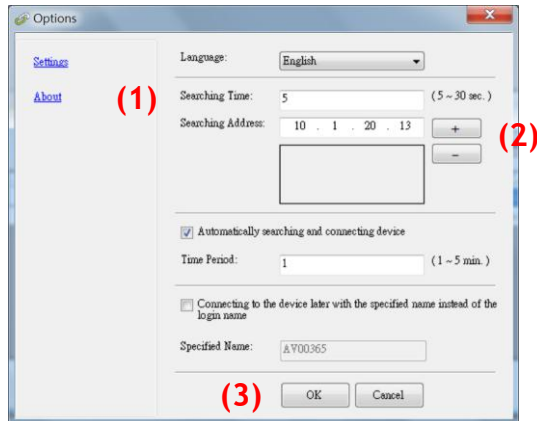 Options
Settings
About
Language: English
(1) Searching Time: 5 (5 ~ 30 sec.)
Searching Address: 10 . 1 . 20 . 13 +
(2)
−
Automatically searching and connecting device
Time Period: 1 (1 ~ 5 min.)
Connecting to the device later with the specified name instead of the
login name
Specified Name: AV00365
(3) OK Cancel